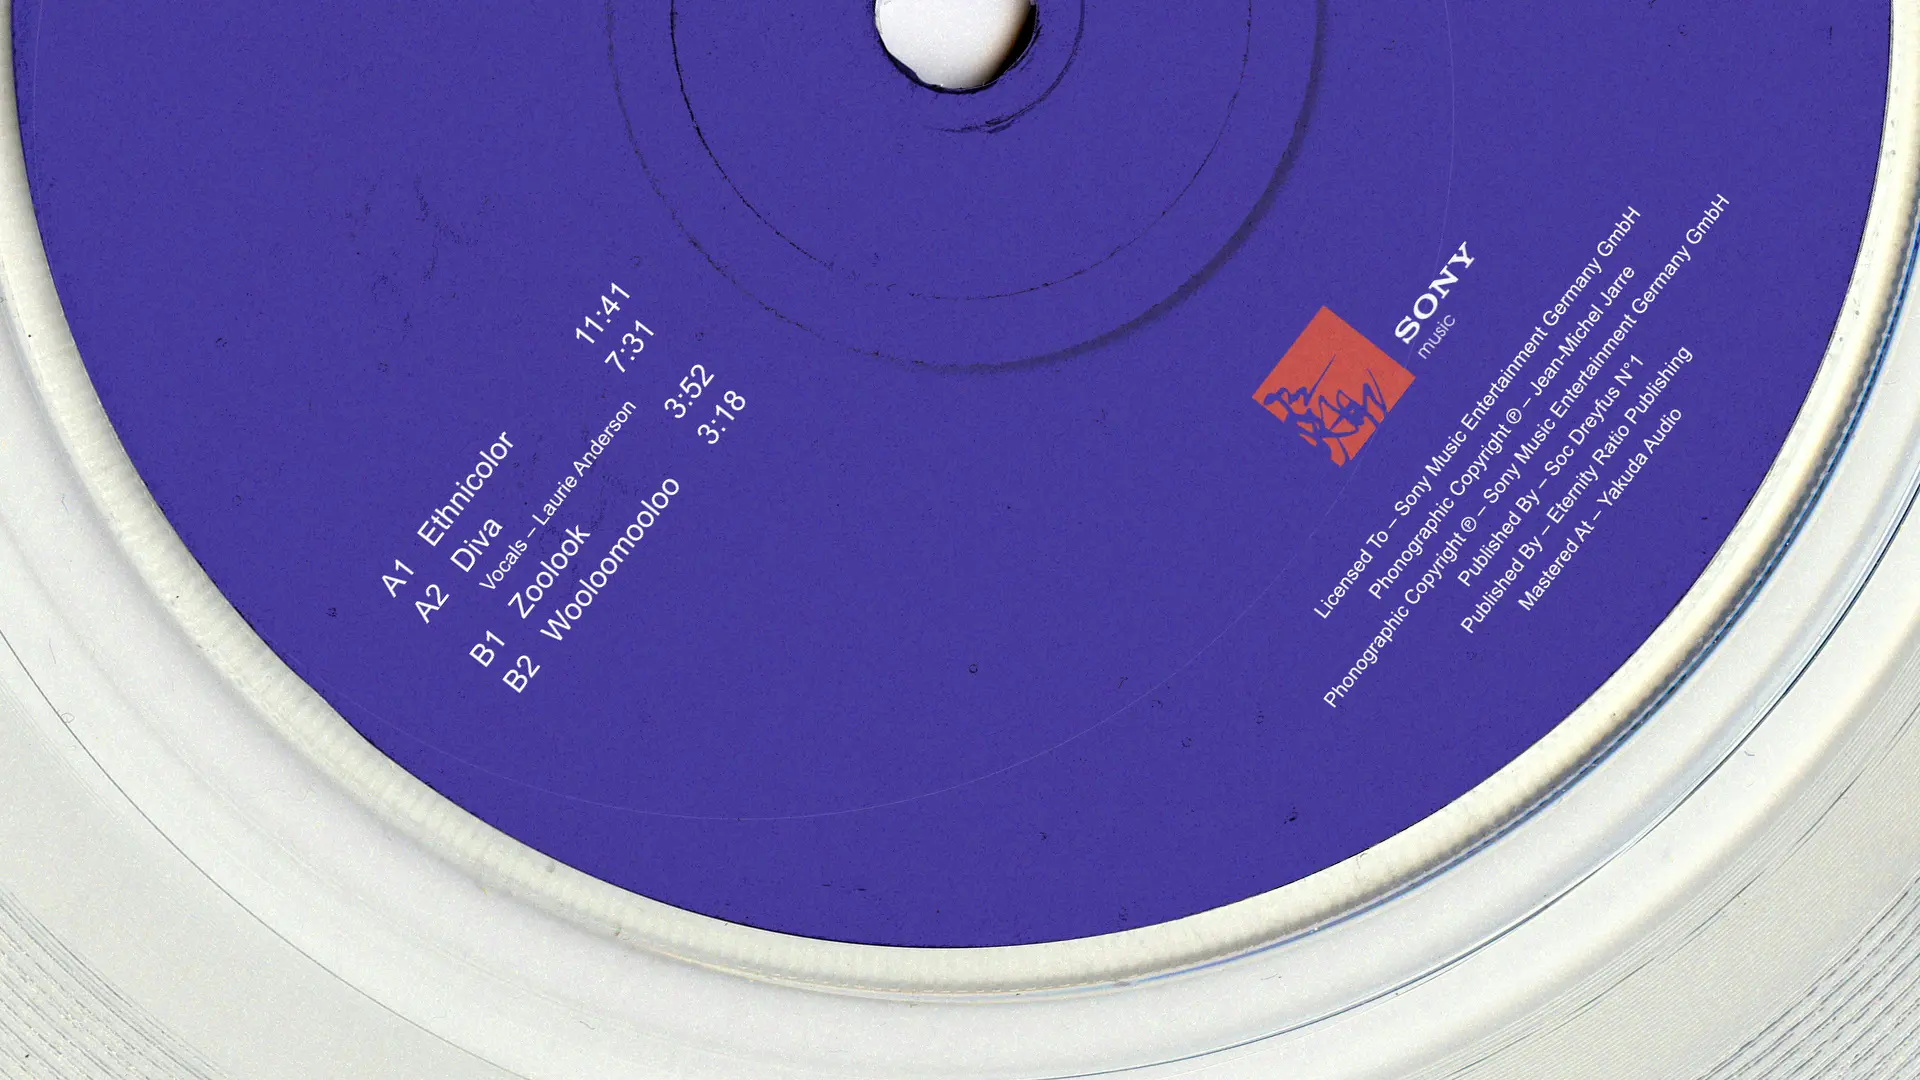 A1 Ethnicolor 11:41
A2 Diva 7:31
Vocals – Laurie Anderson
B1 Zoolook 3:52
B2 Wooloomooloo 3:18
SONY
music
Licensed To – Sony Music Entertainment Germany GmbH
Phonographic Copyright ℗ – Jean-Michel Jarre
Phonographic Copyright ℗ – Sony Music Entertainment Germany GmbH
Published By – Soc Dreyfus N°1
Published By – Eternity Ratio Publishing
Mastered At – Yakuda Audio